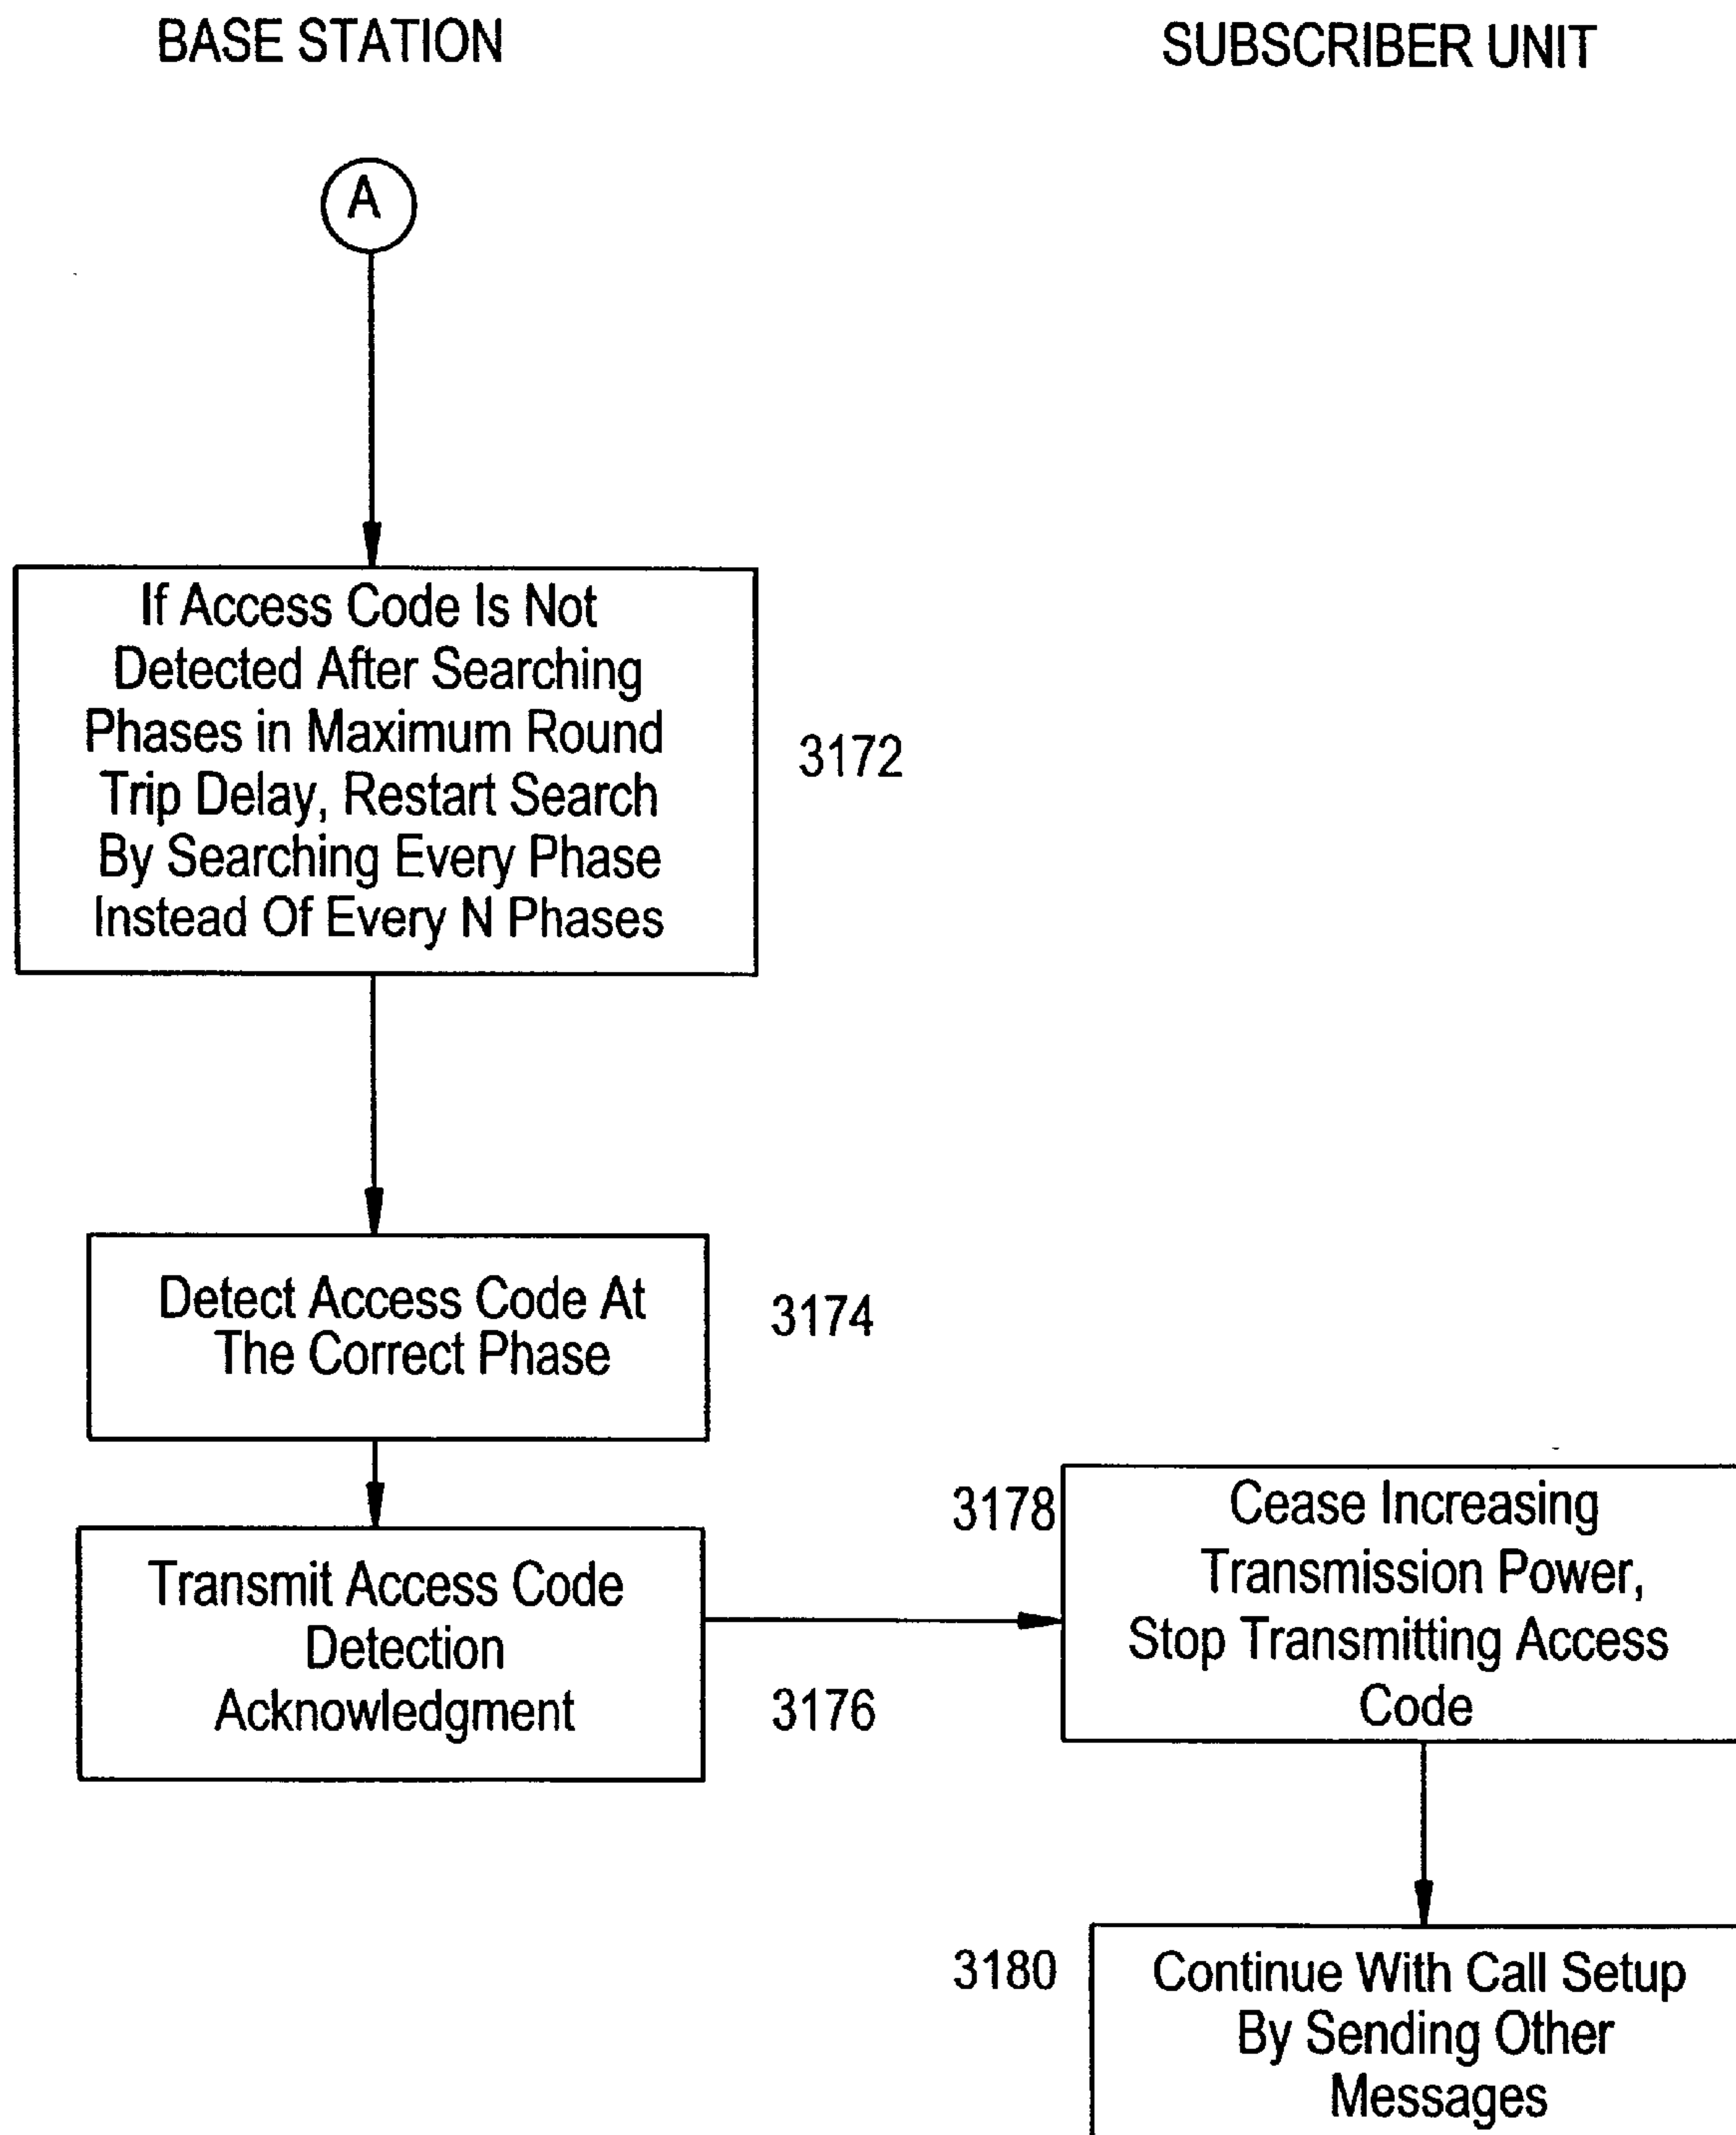 BASE STATION
SUBSCRIBER UNIT
A
If Access Code Is Not
Detected After Searching
Phases in Maximum Round
Trip Delay, Restart Search
By Searching Every Phase
Instead Of Every N Phases
3172
Detect Access Code At
The Correct Phase
3174
Transmit Access Code
Detection
Acknowledgment
3176
3178
Cease Increasing
Transmission Power,
Stop Transmitting Access
Code
3180
Continue With Call Setup
By Sending Other
Messages